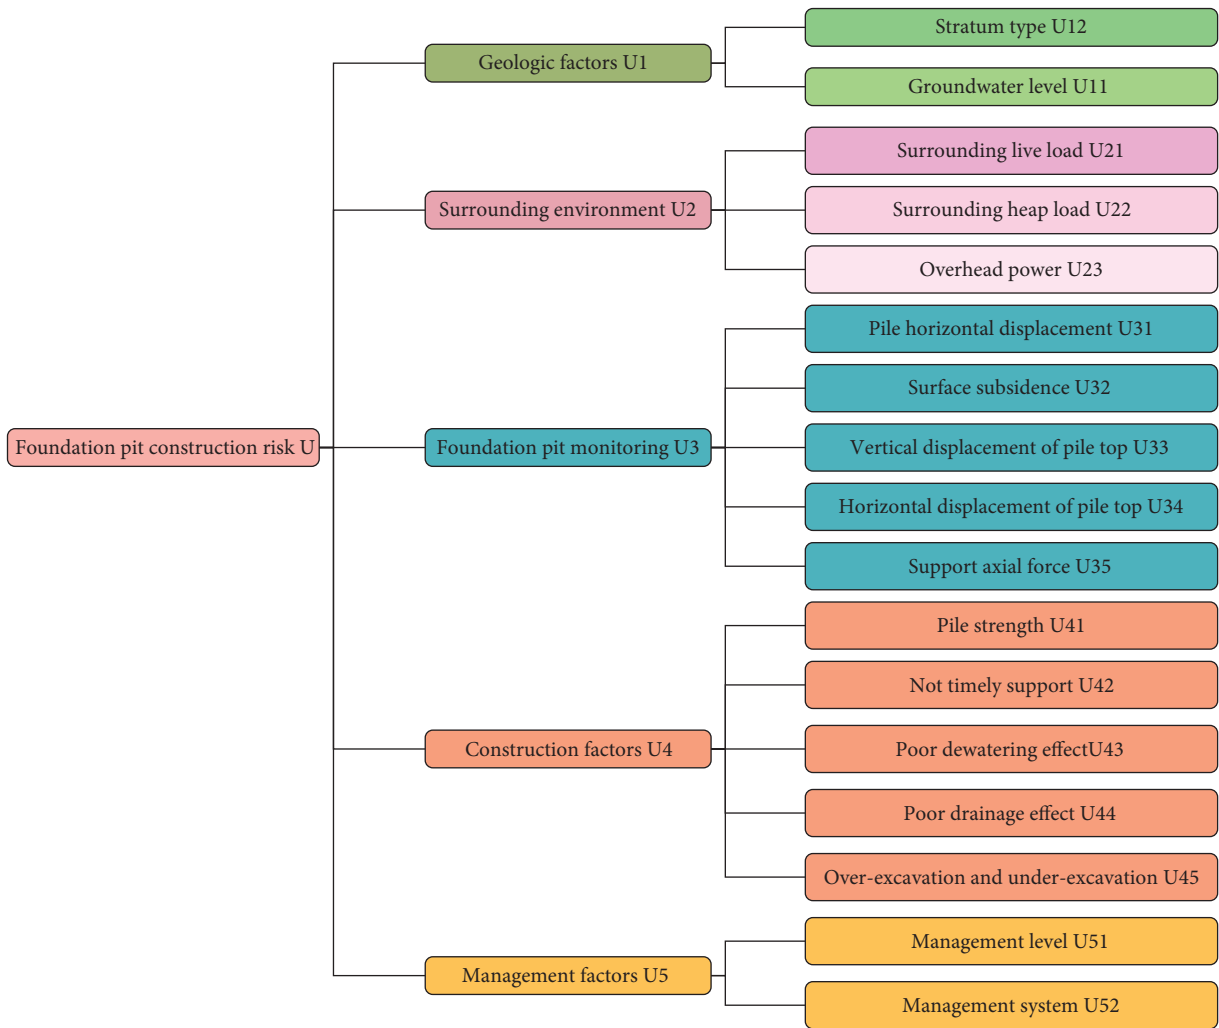 Foundation pit construction risk U
Geologic factors U1
Stratum type U12
Groundwater level U11
Surrounding environment U2
Surrounding live load U21
Surrounding heap load U22
Overhead power U23
Foundation pit monitoring U3
Pile horizontal displacement U31
Surface subsidence U32
Vertical displacement of pile top U33
Horizontal displacement of pile top U34
Support axial force U35
Construction factors U4
Pile strength U41
Not timely support U42
Poor dewatering effectU43
Poor drainage effect U44
Over-excavation and under-excavation U45
Management factors U5
Management level U51
Management system U52